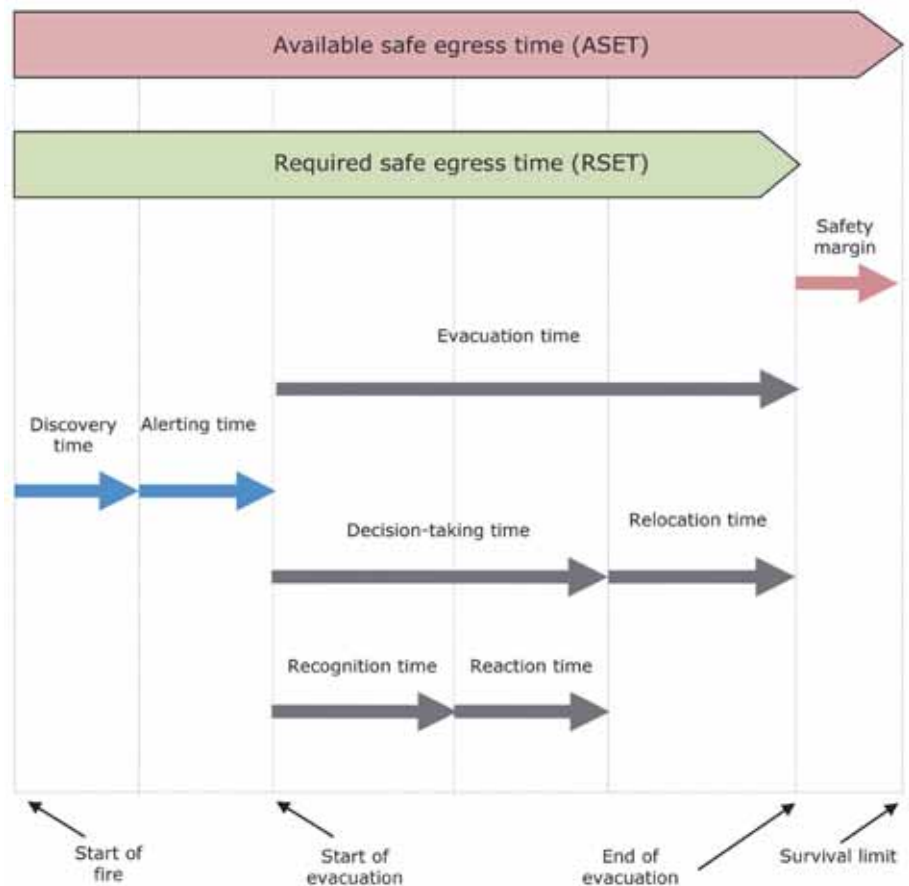 Available safe egress time (ASET)
Required safe egress time (RSET)
Safety
margin
Evacuation time
Discovery
time
Alerting time
Decision-taking time
Relocation time
Recognition time
Reaction time
Start of
fire
Start of
evacuation
End of
evacuation
Survival limit